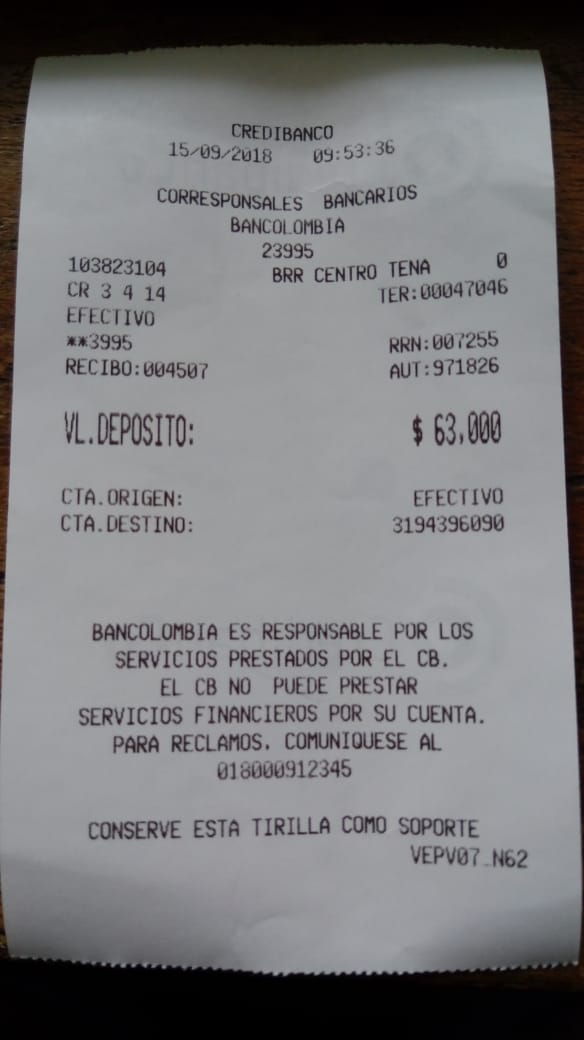 CREDIBANCO
15/09/2018 09:53:36
CORRESPONSALES BANCARIOS
BANCOLOMBIA
23995
103823104 BRR CENTRO TENA 0
CR 3 4 14 TER:00047046
EFECTIVO
**3995 RRN:007255
RECIBO:004507 AUT:971826
VL.DEPOSITO: $ 63,000
CTA.ORIGEN: EFECTIVO
CTA.DESTINO: 3194396090
BANCOLOMBIA ES RESPONSABLE POR LOS
SERVICIOS PRESTADOS POR EL CB.
EL CB NO PUEDE PRESTAR
SERVICIOS FINANCIEROS POR SU CUENTA.
PARA RECLAMOS, COMUNIQUESE AL
018000912345
CONSERVE ESTA TIRILLA COMO SOPORTE
VEPV07_N62